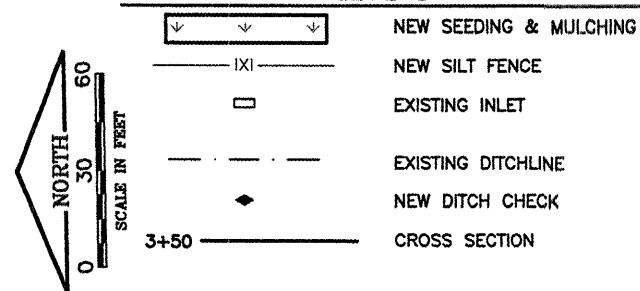 NEW SEEDING & MULCHING
IXI
NEW SILT FENCE
EXISTING INLET
EXISTING DITCHLINE
NEW DITCH CHECK
3+50
CROSS SECTION
NORTH
0 30 60
SCALE IN FEET